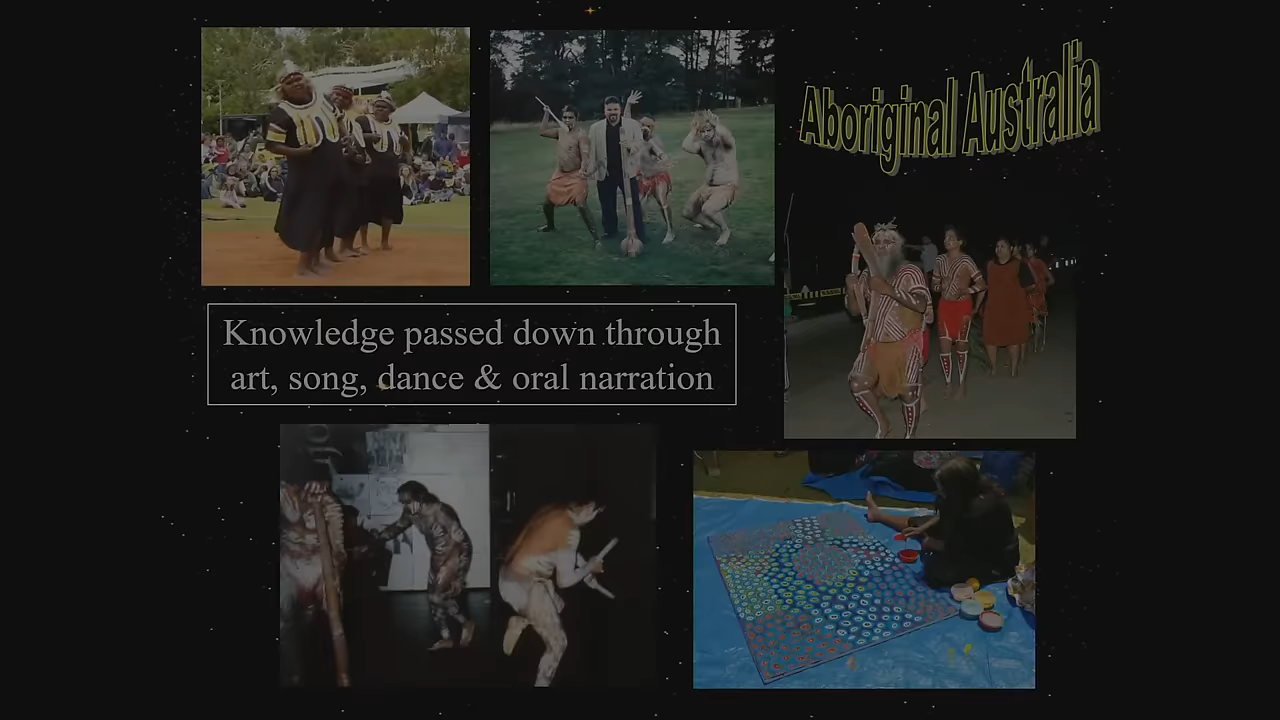 Aboriginal Australia
Knowledge passed down through
art, song, dance & oral narration